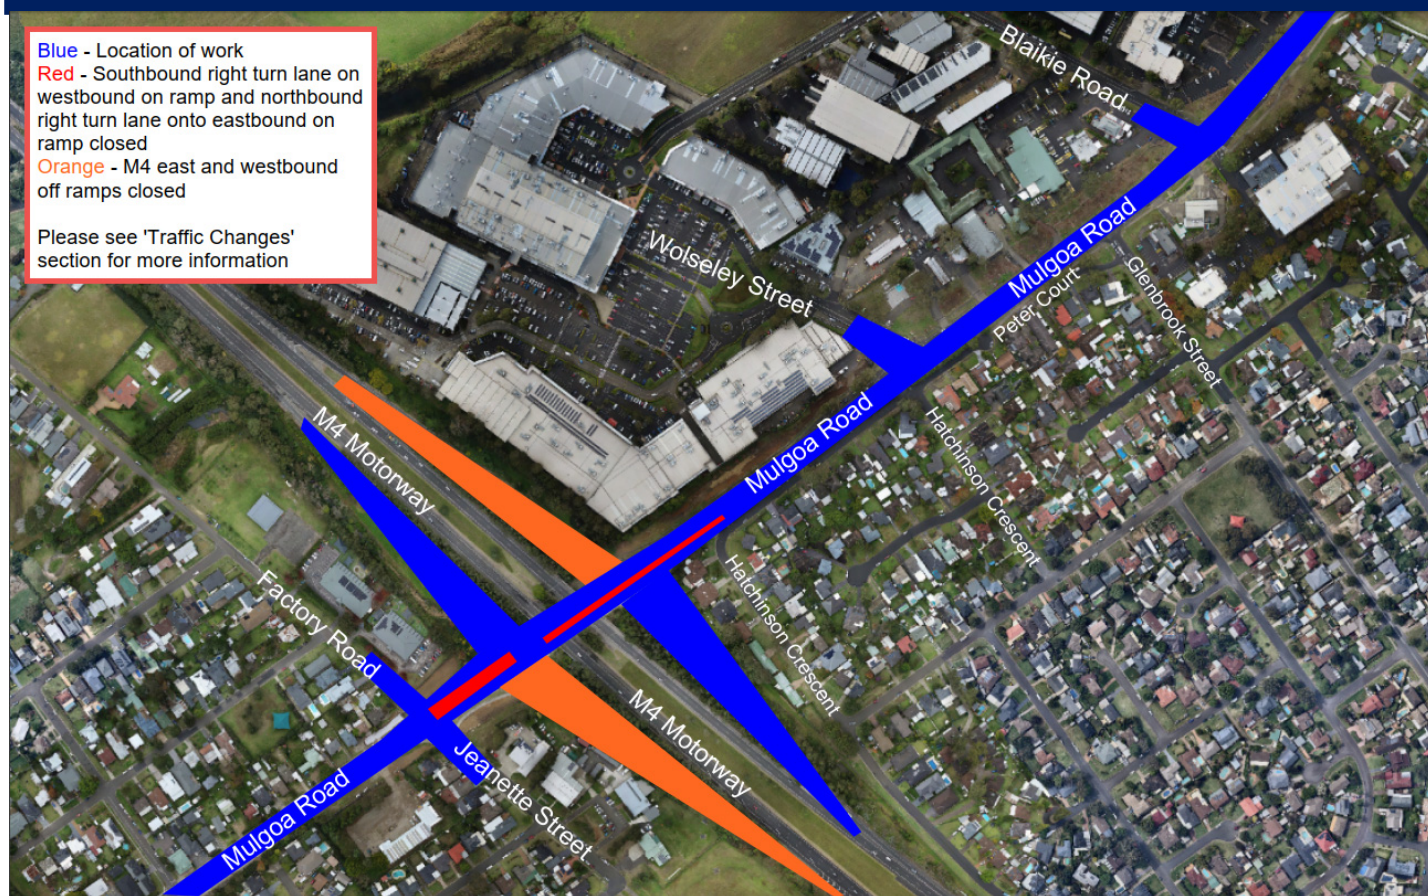 Blue - Location of work
Red - Southbound right turn lane on
westbound on ramp and northbound
right turn lane onto eastbound on
ramp closed
Orange - M4 east and westbound
off ramps closed
Please see 'Traffic Changes'
section for more information
Blaikie Road
Mulgoa Road
Wolseley Street
Peter Court
Glenbrook Street
M4 Motorway
Mulgoa Road
Hatchinson Crescent
Hatchinson Crescent
Factory Road
M4 Motorway
Jeanette Street
Mulgoa Road